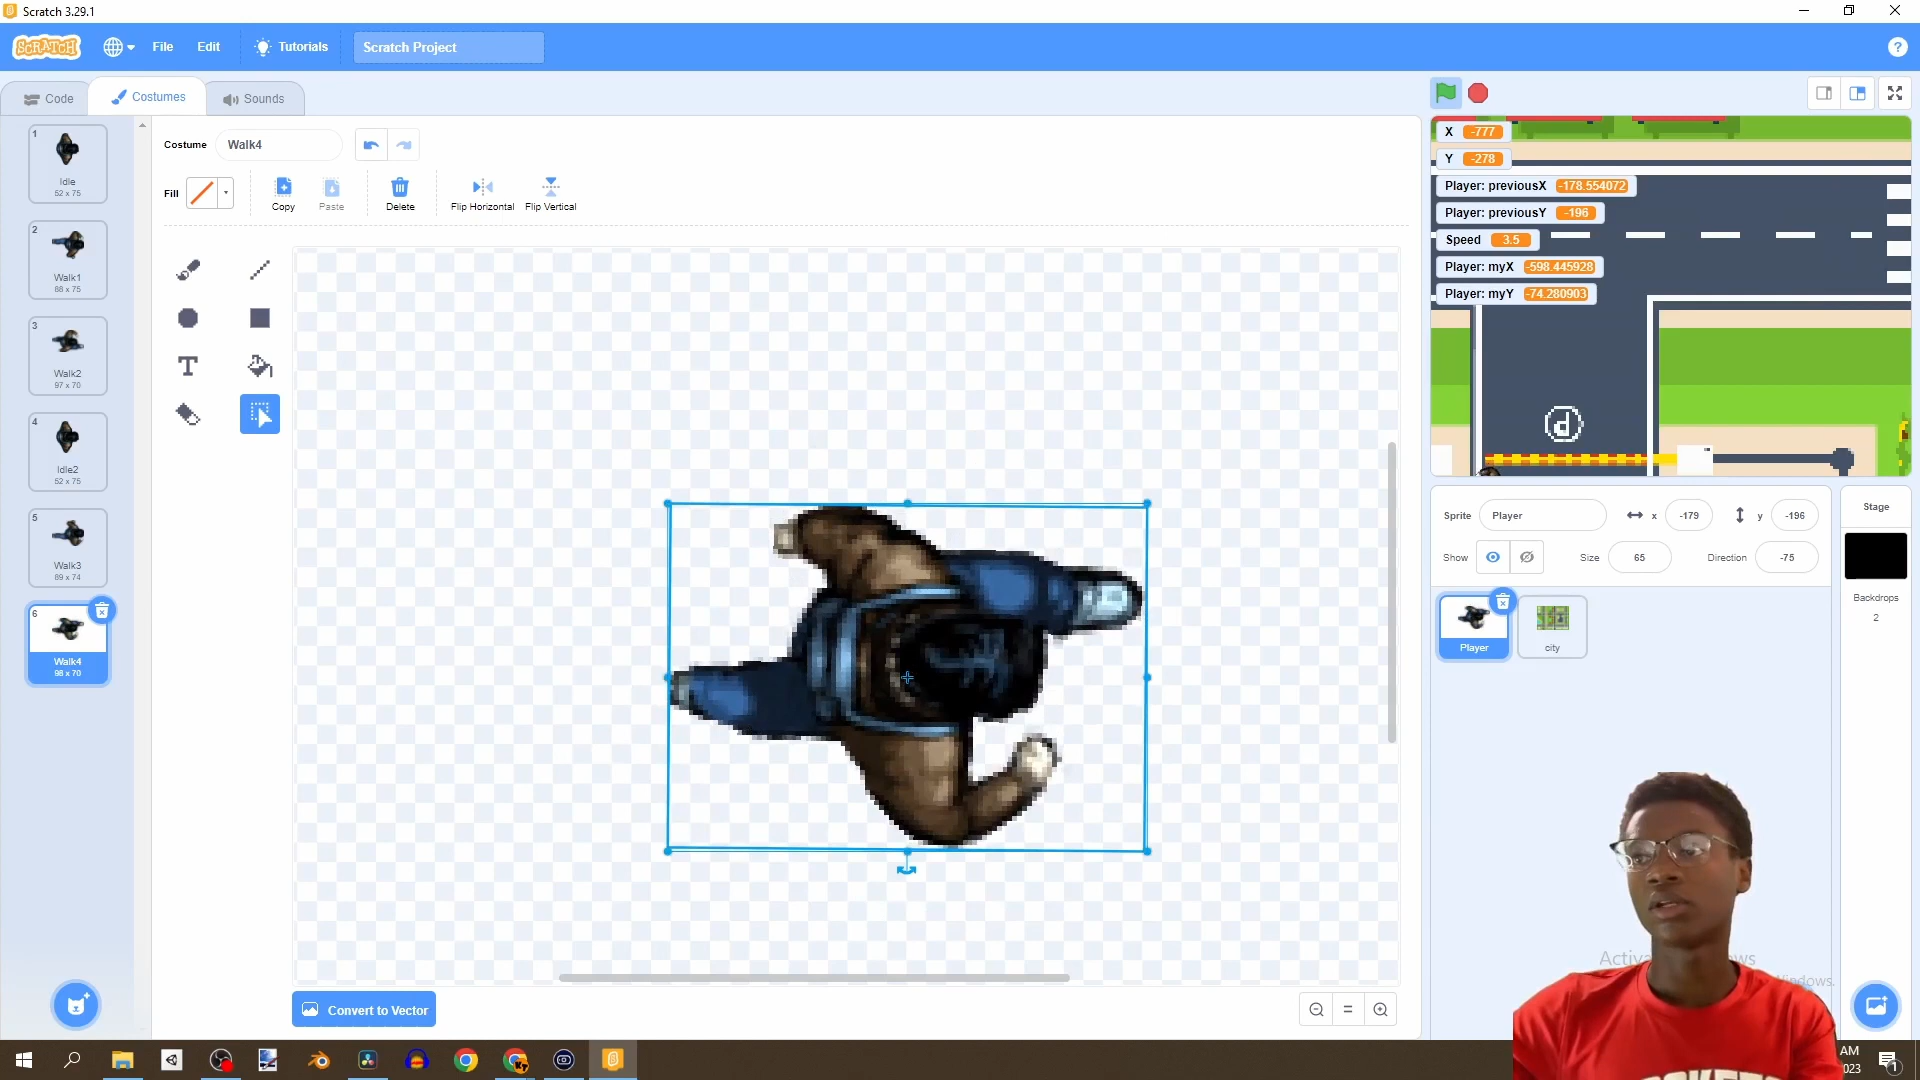 Scratch 3.29.1
SCRATCH
File
Edit
Tutorials
Scratch Project
Code
Costumes
Sounds
1
Idle
52 x 75
2
Walk1
88 x 75
3
Walk2
97 x 70
4
Idle2
52 x 75
5
Walk3
89 x 74
6
Walk4
98 x 70
Costume
Walk4
Fill
Copy
Paste
Delete
Flip Horizontal
Flip Vertical
T
Convert to Vector
X -777
Y -278
Player: previousX -178.554072
Player: previousY -196
Speed 3.5
Player: myX -598.445928
Player: myY -74.280903
d
Sprite
Player
x
-179
y
-196
Show
Size
65
Direction
-75
Player
city
Stage
Backdrops
2
AM
023
1